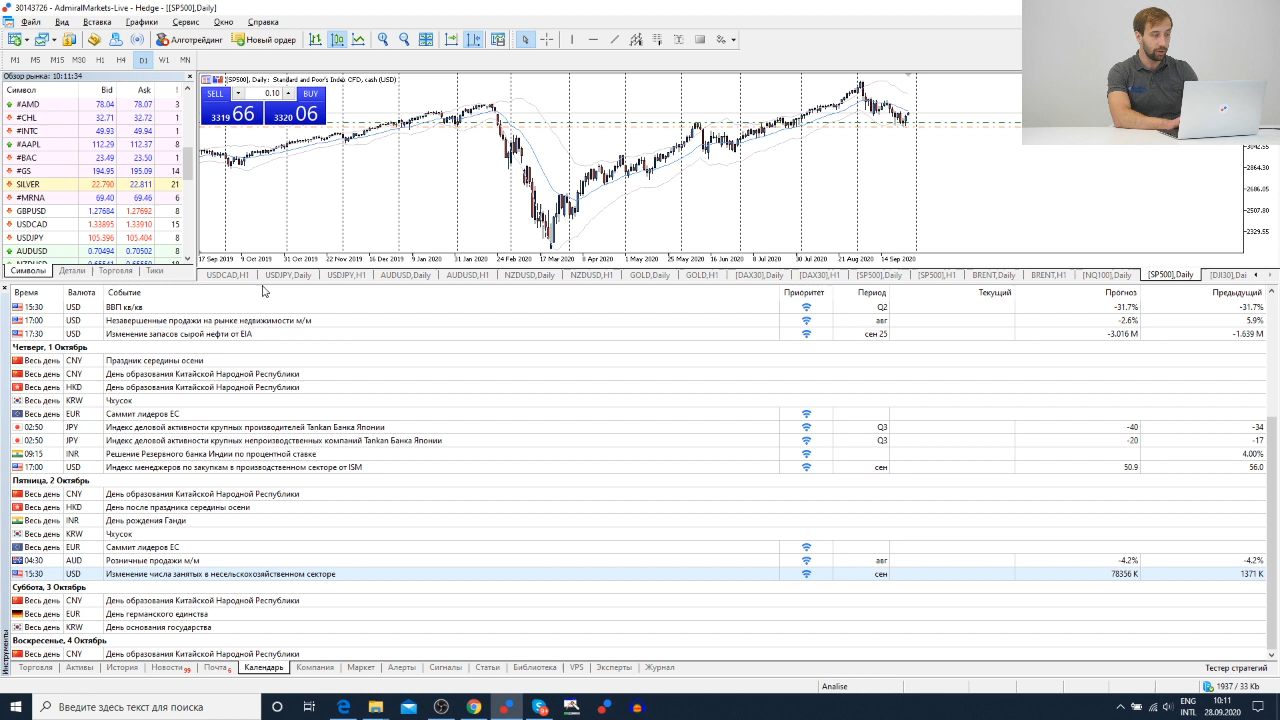 30143726 - AdmiralMarkets-Live - Hedge - [[SP500],Daily]
Файл Вид Вставка Графики Сервис Окно Справка
Алготрейдинг Новый ордер
M1 M5 M15 M30 H1 H4 D1 W1 MN
Обзор рынка: 10:11:34
Символ Bid Ask !
#AMD 78.04 78.07 3
#CHL 32.71 32.72 1
#INTC 49.93 49.94 1
#AAPL 112.29 112.37 8
#BAC 23.49 23.50 1
#GS 194.95 195.09 14
SILVER 22.790 22.811 21
#MRNA 69.40 69.46 6
GBPUSD 1.27684 1.27692 8
USDCAD 1.33895 1.33910 15
USDJPY 105.396 105.404 8
AUDUSD 0.70494 0.70502 8
Символы Детали Торговля Тики
[SP500], Daily: Standard and Poor's Index CFD, cash (USD)
SELL 0.10 BUY
3319 66 3320 06
3042.55
2864.30
2686.05
2507.80
2329.55
17 Sep 2019 9 Oct 2019 31 Oct 2019 22 Nov 2019 16 Dec 2019 9 Jan 2020 31 Jan 2020 24 Feb 2020 17 Mar 2020 8 Apr 2020 1 May 2020 25 May 2020 16 Jun 2020 8 Jul 2020 30 Jul 2020 21 Aug 2020 14 Sep 2020
USDCAD,H1 USDJPY,Daily USDJPY,H1 AUDUSD,Daily AUDUSD,H1 NZDUSD,Daily NZDUSD,H1 GOLD,Daily GOLD,H1 [DAX30],Daily [DAX30],H1 [SP500],Daily [SP500],H1 BRENT,Daily BRENT,H1 [NQ100],Daily [SP500],Daily [DJI30],Dai
Время Валюта Событие Приоритет Период Текущий Прогноз Предыдущий
15:30 USD ВВП кв/кв Q2 -31.7% -31.7%
17:00 USD Незавершенные продажи на рынке недвижимости м/м авг -2.6% 5.9%
17:30 USD Изменение запасов сырой нефти от EIA сен 25 -3.016 M -1.639 M
Четверг, 1 Октябрь
Весь день CNY Праздник середины осени
Весь день CNY День образования Китайской Народной Республики
Весь день HKD День образования Китайской Народной Республики
Весь день KRW Чхусок
Весь день EUR Саммит лидеров ЕС
02:50 JPY Индекс деловой активности крупных производителей Tankan Банка Японии Q3 -40 -34
02:50 JPY Индекс деловой активности крупных непроизводственных компаний Tankan Банка Японии Q3 -20 -17
09:15 INR Решение Резервного банка Индии по процентной ставке 4.00%
17:00 USD Индекс менеджеров по закупкам в производственном секторе от ISM сен 50.9 56.0
Пятница, 2 Октябрь
Весь день CNY День образования Китайской Народной Республики
Весь день HKD День после праздника середины осени
Весь день INR День рождения Ганди
Весь день KRW Чхусок
Весь день EUR Саммит лидеров ЕС
04:30 AUD Розничные продажи м/м авг -4.2% -4.2%
15:30 USD Изменение числа занятых в несельскохозяйственном секторе сен 78356 K 1371 K
Суббота, 3 Октябрь
Весь день CNY День образования Китайской Народной Республики
Весь день EUR День германского единства
Весь день KRW День основания государства
Воскресенье, 4 Октябрь
Весь день CNY День образования Китайской Народной Республики
Инструменты
Торговля Активы История Новости 99 Почта 6 Календарь Компания Маркет Алерты Сигналы Статьи Библиотека VPS Эксперты Журнал Тестер стратегий
Analise 1937 / 33 Kb
Введите здесь текст для поиска
ENG
INTL
10:11
28.09.2020